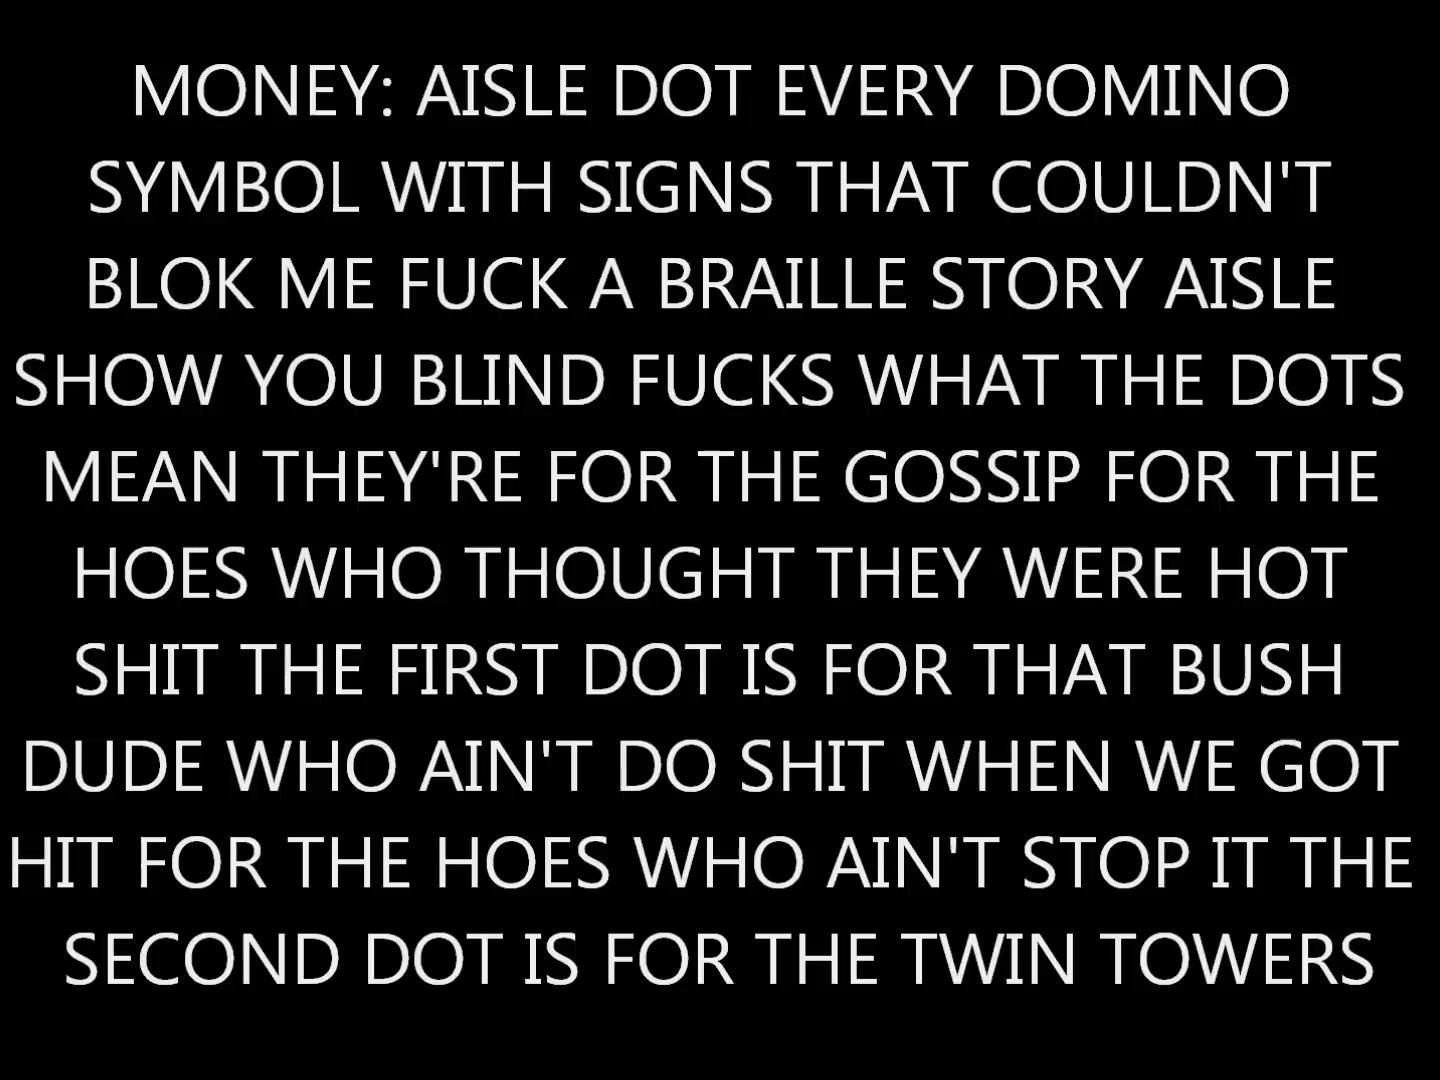 MONEY: AISLE DOT EVERY DOMINO
SYMBOL WITH SIGNS THAT COULDN'T
BLOK ME FUCK A BRAILLE STORY AISLE
SHOW YOU BLIND FUCKS WHAT THE DOTS
MEAN THEY'RE FOR THE GOSSIP FOR THE
HOES WHO THOUGHT THEY WERE HOT
SHIT THE FIRST DOT IS FOR THAT BUSH
DUDE WHO AIN'T DO SHIT WHEN WE GOT
HIT FOR THE HOES WHO AIN'T STOP IT THE
SECOND DOT IS FOR THE TWIN TOWERS